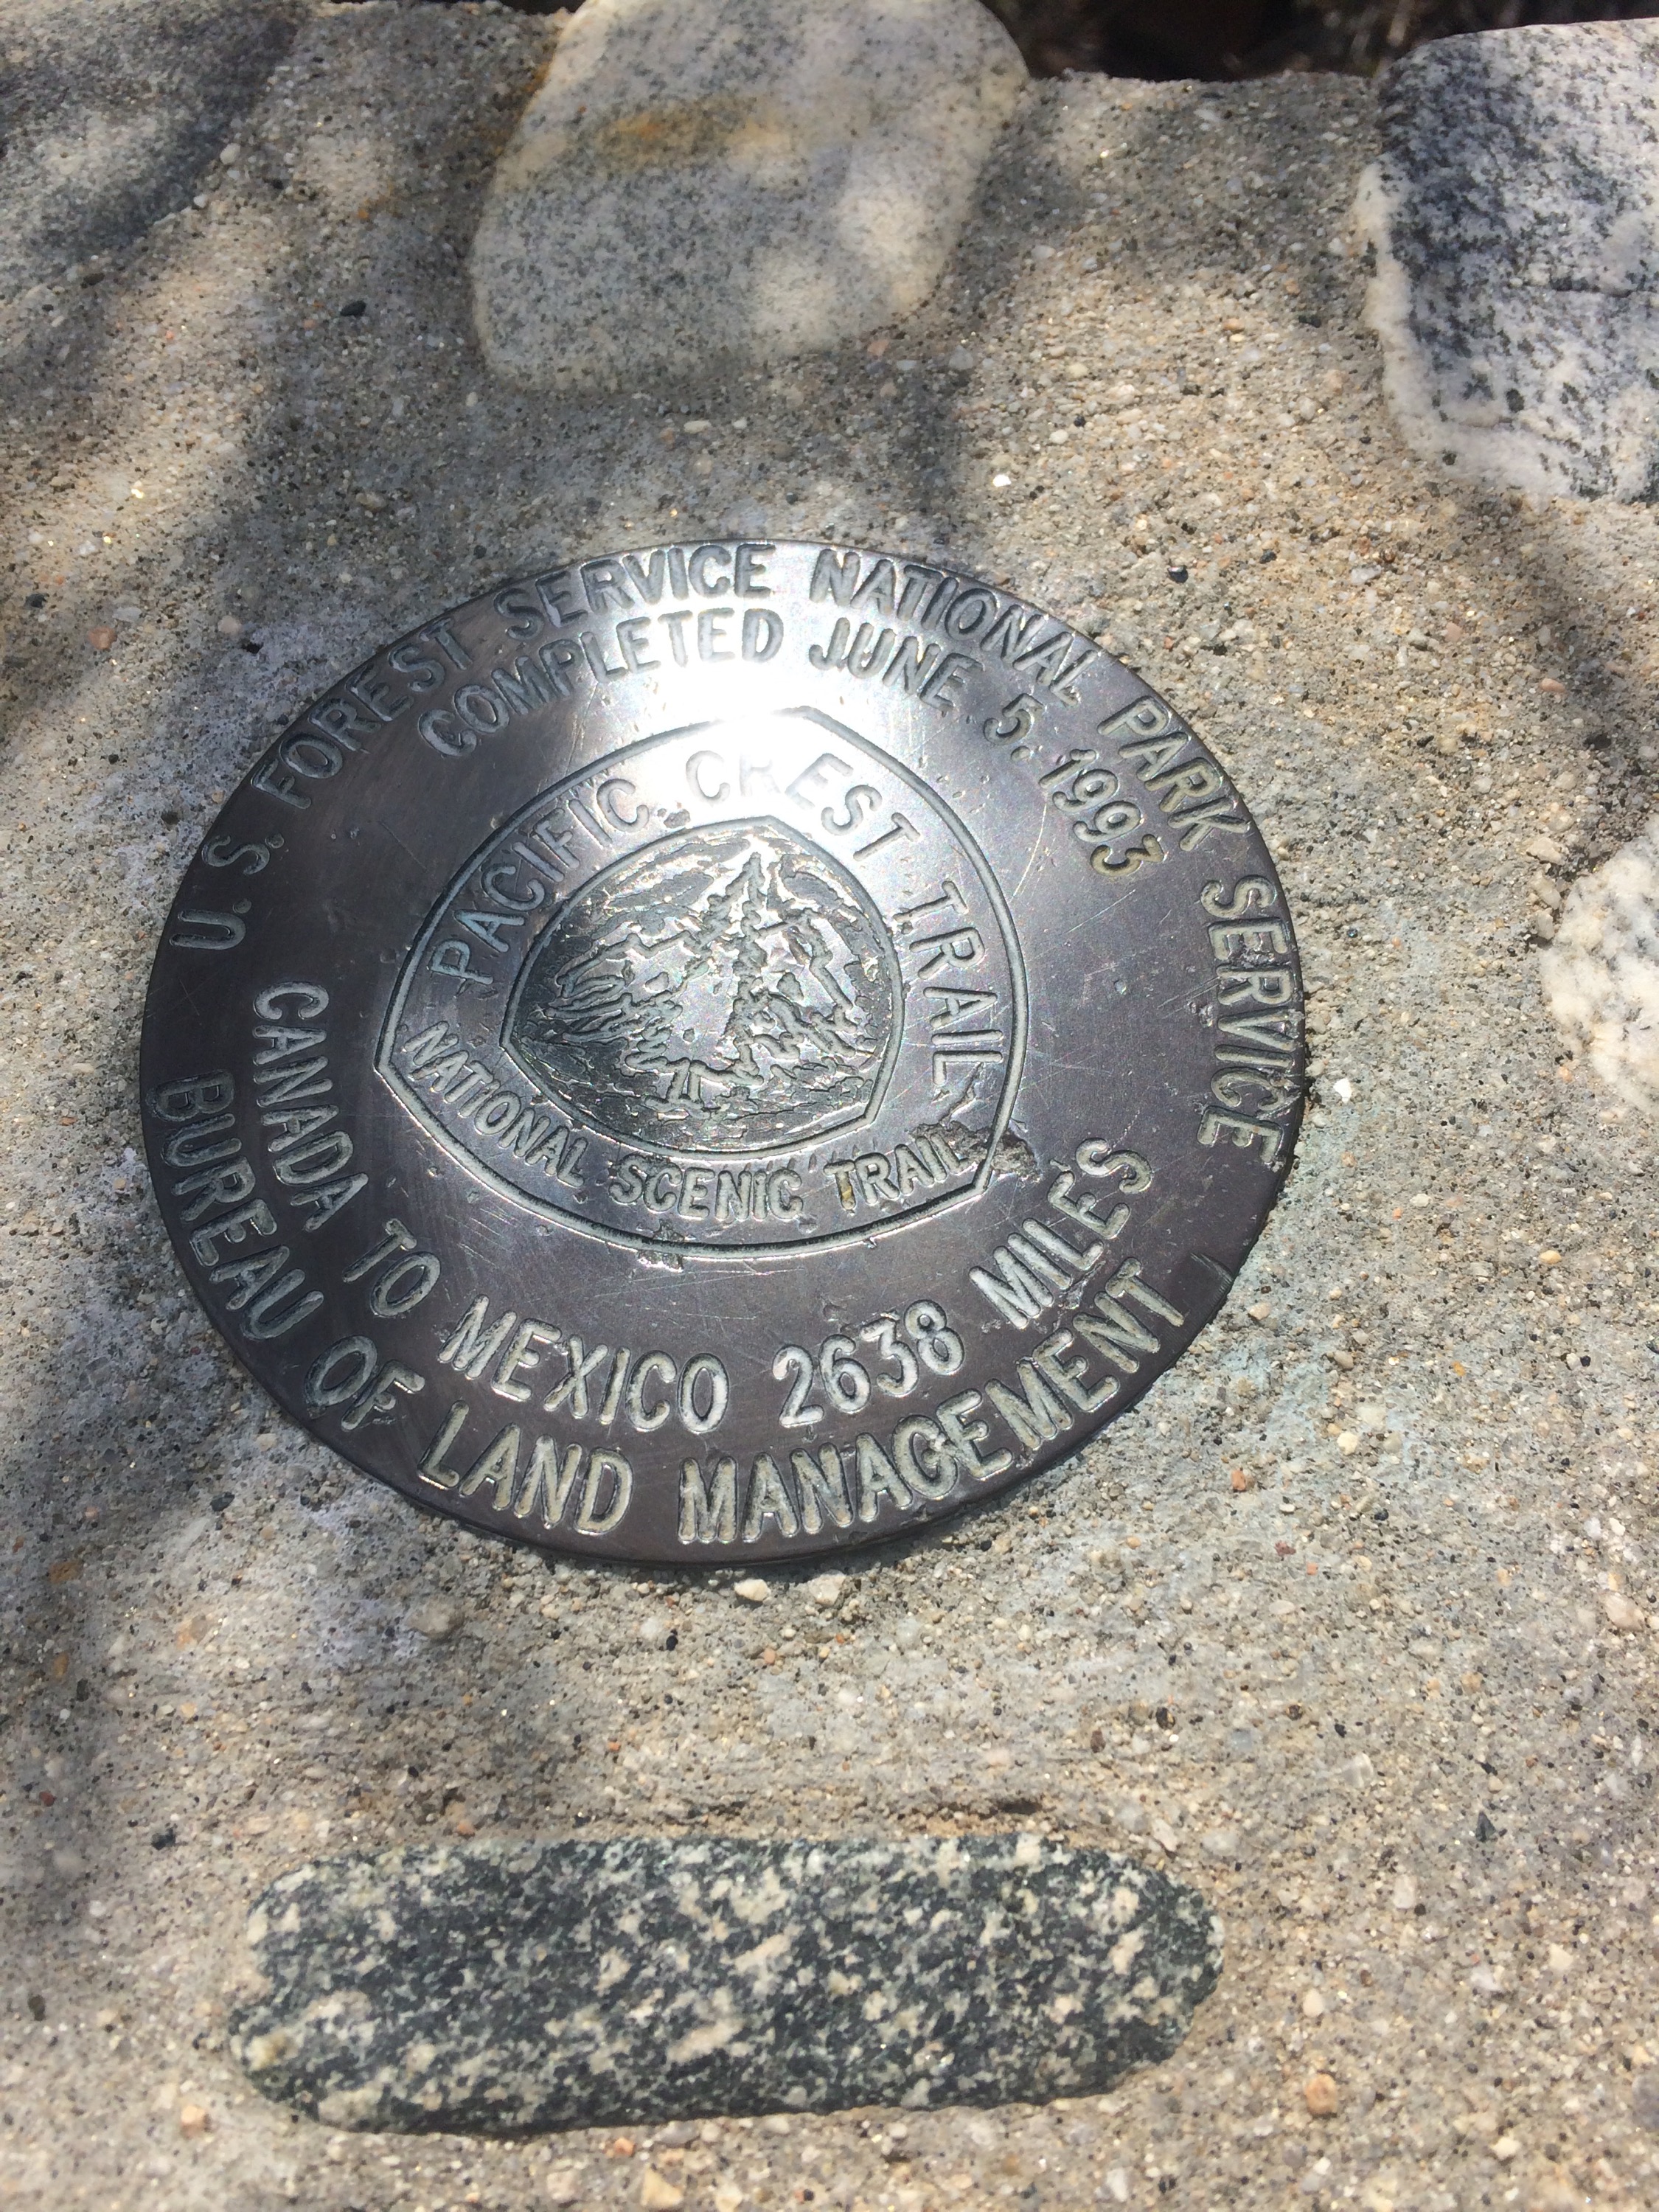 U.S. FOREST SERVICE NATIONAL PARK SERVICE
COMPLETED JUNE 5, 1993
PACIFIC CREST TRAIL
NATIONAL SCENIC TRAIL
CANADA TO MEXICO 2638 MILES
BUREAU OF LAND MANAGEMENT